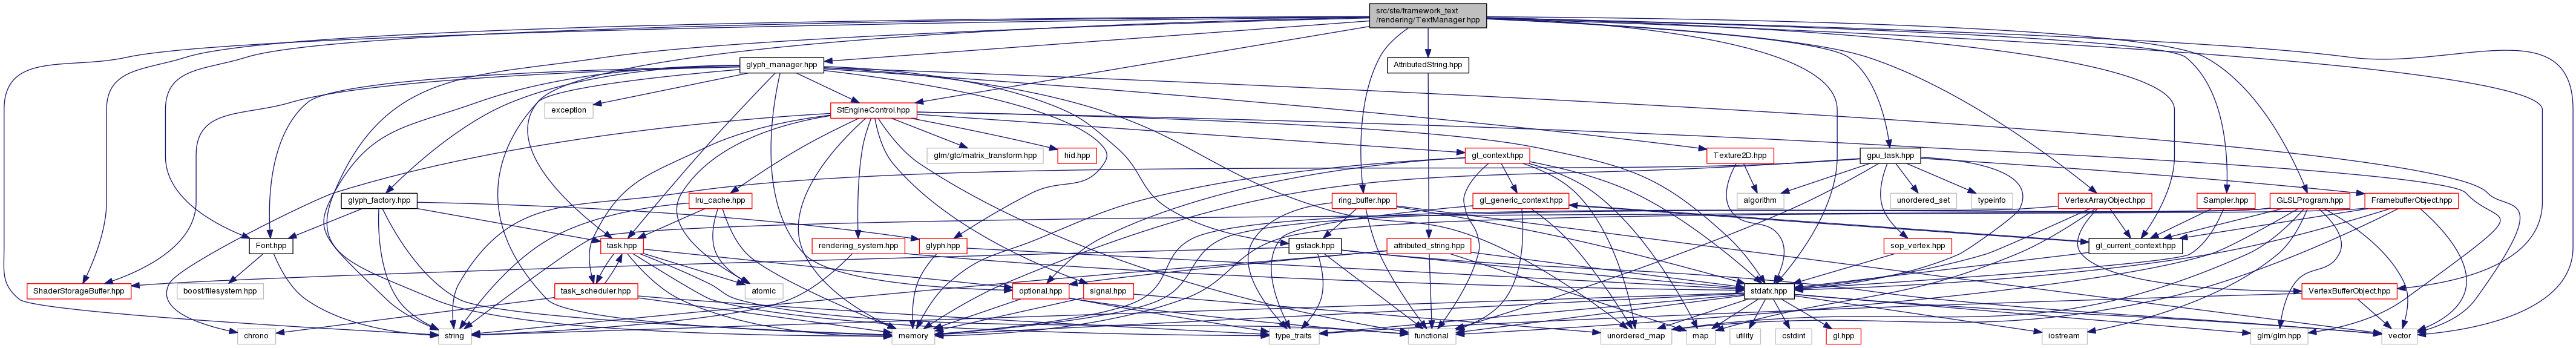 src/ste/framework_text
/rendering/TextManager.hpp
glyph_manager.hpp
AttributedString.hpp
exception
StEngineControl.hpp
glm/gtc/matrix_transform.hpp
hid.hpp
gl_context.hpp
Texture2D.hpp
gpu_task.hpp
algorithm
unordered_set
typeinfo
glyph_factory.hpp
lru_cache.hpp
ring_buffer.hpp
gl_generic_context.hpp
VertexArrayObject.hpp
Sampler.hpp
GLSLProgram.hpp
FramebufferObject.hpp
Font.hpp
task.hpp
rendering_system.hpp
glyph.hpp
gstack.hpp
attributed_string.hpp
sop_vertex.hpp
gl_current_context.hpp
ShaderStorageBuffer.hpp
boost/filesystem.hpp
task_scheduler.hpp
atomic
optional.hpp
signal.hpp
stdafx.hpp
VertexBufferObject.hpp
chrono
string
memory
type_traits
functional
unordered_map
map
utility
cstdint
gl.hpp
iostream
glm/glm.hpp
vector